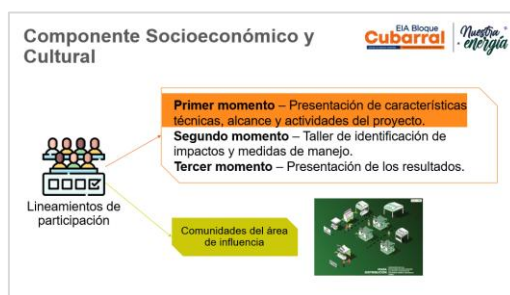 Componente Socioeconómico y
Cultural
EIA Bloque
Cubarral
Nuestra
energía
Primer momento – Presentación de características
técnicas, alcance y actividades del proyecto.
Segundo momento – Taller de identificación de
impactos y medidas de manejo.
Tercer momento – Presentación de los resultados.
Lineamientos de
participación
Comunidades del área
de influencia